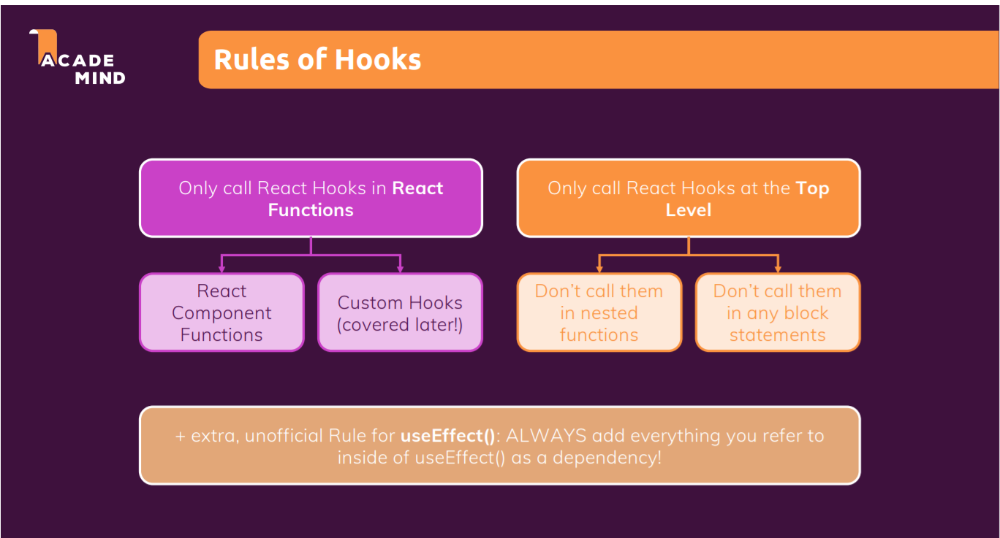 ACADE
MIND
Rules of Hooks
Only call React Hooks in React
Functions
Only call React Hooks at the Top
Level
React
Component
Functions
Custom Hooks
(covered later!)
Don’t call them
in nested
functions
Don’t call them
in any block
statements
+ extra, unofficial Rule for useEffect(): ALWAYS add everything you refer to
inside of useEffect() as a dependency!